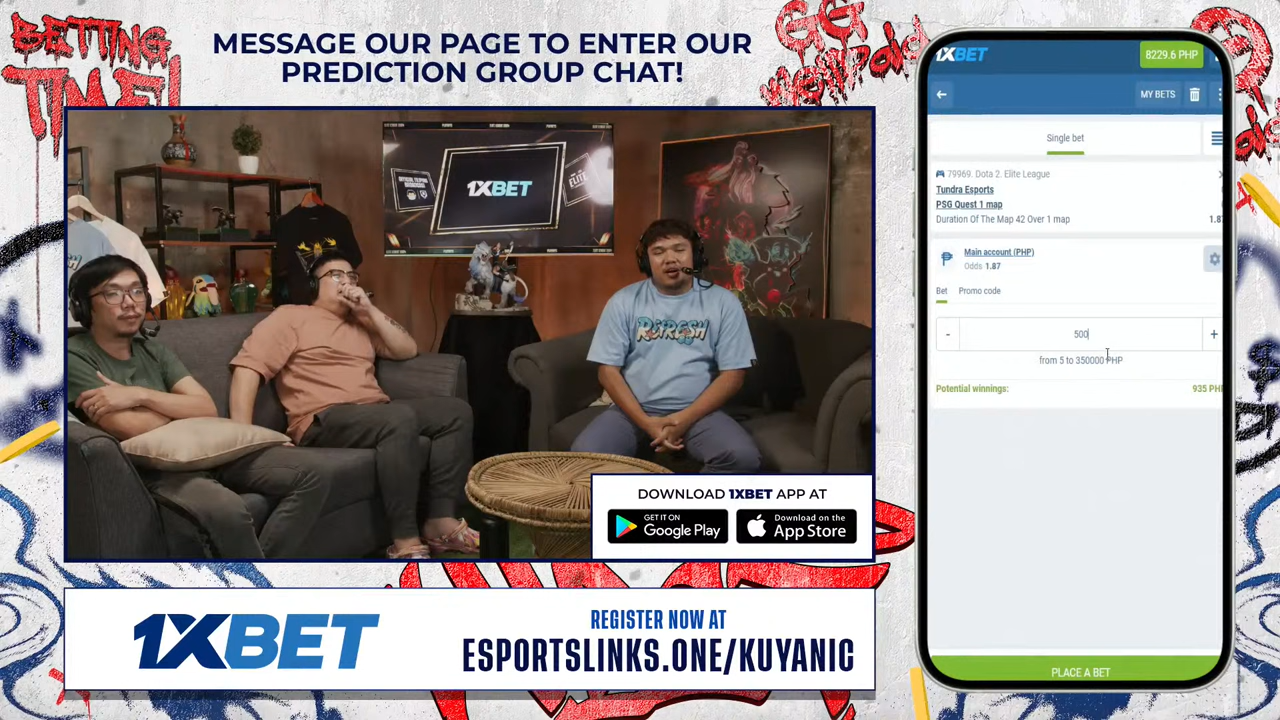 BETTING
TIME!!
MESSAGE OUR PAGE TO ENTER OUR
PREDICTION GROUP CHAT!
GG
1XBET
REFRESH
DOWNLOAD 1XBET APP AT
GET IT ON
Google Play
Download on the
App Store
1XBET
REGISTER NOW AT
ESPORTSLINKS.ONE/KUYANIC
1XBET
8229.6 PHP
MY BETS
Single bet
79969. Dota 2. Elite League
Tundra Esports
PSG Quest 1 map
Duration Of The Map 42 Over 1 map
1.87
Main account (PHP)
Odds 1.87
Bet
Promo code
-
500
+
from 5 to 350000 PHP
Potential winnings:
935 PHP
PLACE A BET